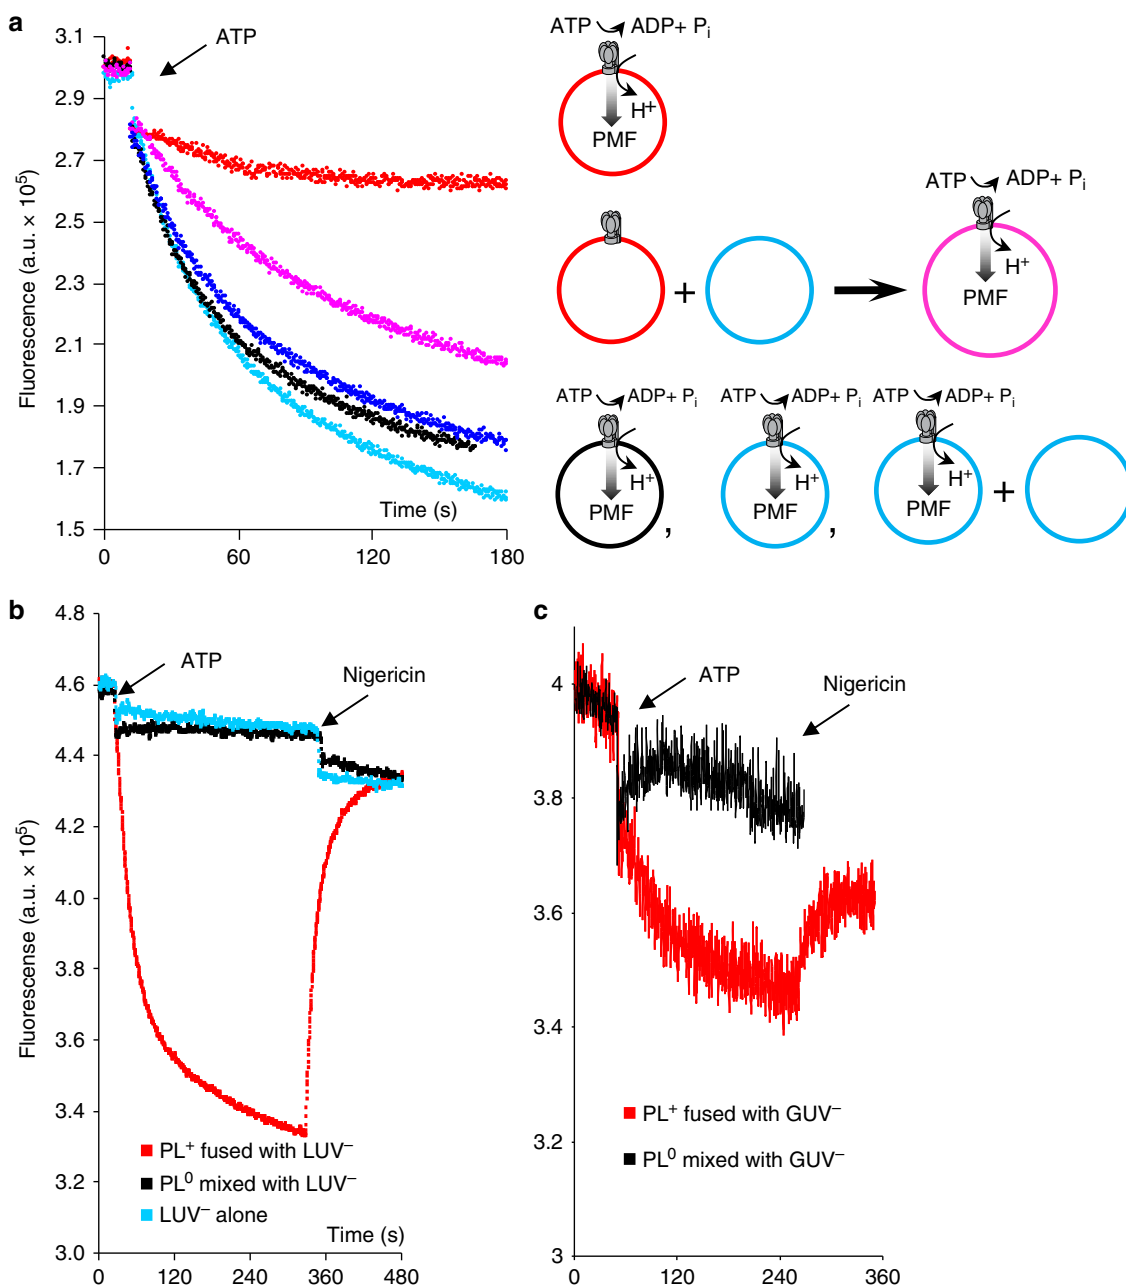 a
Fluorescence (a.u. × 10⁵)
3.1
2.9
2.7
2.5
2.3
2.1
1.9
1.7
1.5
ATP
Time (s)
0 60 120 180
ATP ADP+ Pᵢ
H⁺
PMF
+
ATP ADP+ Pᵢ
H⁺
PMF
ATP ADP+ Pᵢ
H⁺
PMF
,
ATP ADP+ Pᵢ
H⁺
PMF
,
ATP ADP+ Pᵢ
H⁺
PMF
+
b
Fluorescense (a.u. × 10⁵)
4.8
4.6
4.4
4.2
4.0
3.8
3.6
3.4
3.2
3.0
ATP
Nigericin
PL⁺ fused with LUV⁻
PL⁰ mixed with LUV⁻
LUV⁻ alone
Time (s)
0 120 240 360 480
c
4
3.8
3.6
3.4
3.2
3
ATP
Nigericin
PL⁺ fused with GUV⁻
PL⁰ mixed with GUV⁻
0 120 240 360